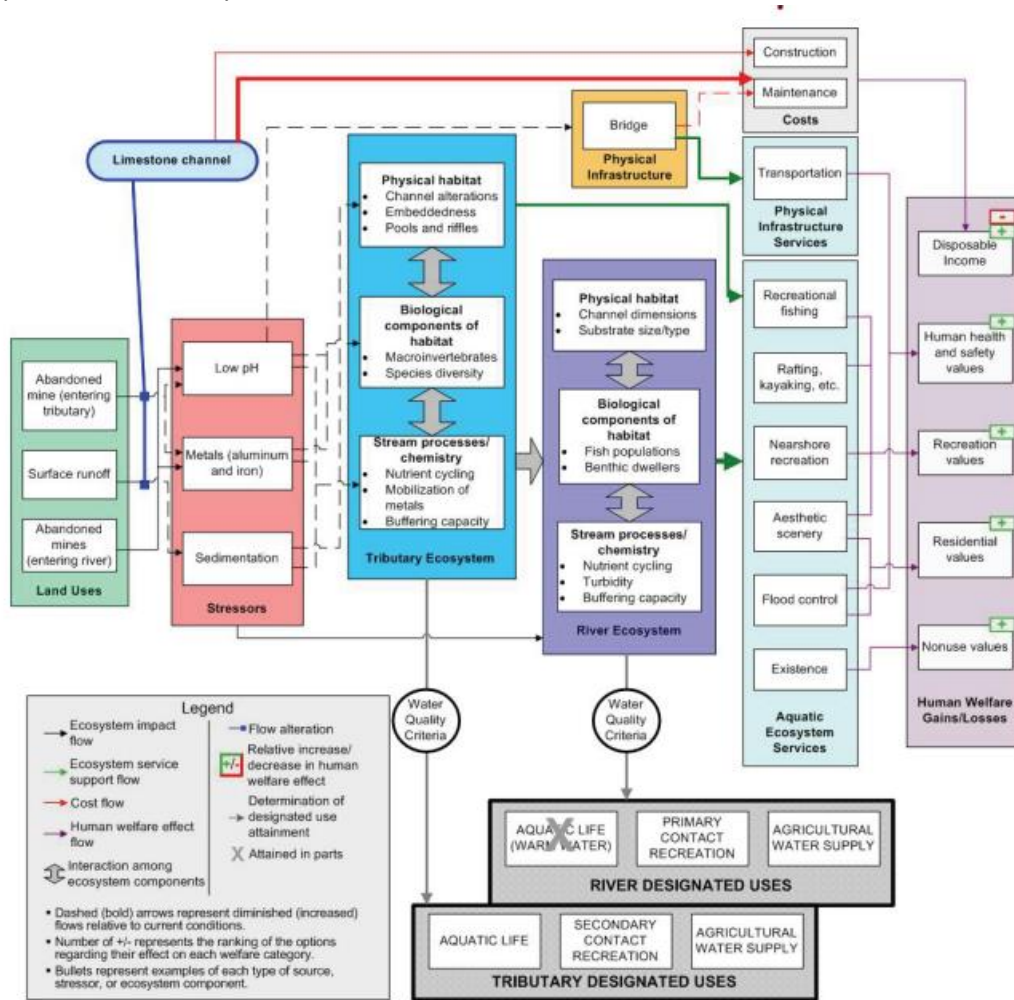 Construction
Maintenance
Costs
Limestone channel
Bridge
Physical
Infrastructure
Transportation
Physical
Infrastructure
Services
Physical habitat
• Channel alterations
• Embeddedness
• Pools and riffles
Biological
components of
habitat
• Macroinvertebrates
• Species diversity
Stream processes/
chemistry
• Nutrient cycling
• Mobilization of
metals
• Buffering capacity
Tributary Ecosystem
Physical habitat
• Channel dimensions
• Substrate size/type
Biological
components of
habitat
• Fish populations
• Benthic dwellers
Stream processes/
chemistry
• Nutrient cycling
• Turbidity
• Buffering capacity
River Ecosystem
Abandoned
mine (entering
tributary)
Surface runoff
Abandoned
mines
(entering river)
Land Uses
Low pH
Metals (aluminum
and iron)
Sedimentation
Stressors
Recreational
fishing
Rafting,
kayaking, etc.
Nearshore
recreation
Aesthetic
scenery
Flood control
Existence
Aquatic
Ecosystem
Services
-
+
Disposable
Income
+
Human health
and safety
values
+
Recreation
values
+
Residential
values
+
Nonuse values
Human Welfare
Gains/Losses
Water
Quality
Criteria
Water
Quality
Criteria
Legend
Ecosystem impact
flow
Ecosystem service
support flow
Cost flow
Human welfare effect
flow
Interaction among
ecosystem components
Flow alteration
+/-
Relative increase/
decrease in human
welfare effect
Determination of
designated use
attainment
X Attained in parts
• Dashed (bold) arrows represent diminished (increased)
flows relative to current conditions.
• Number of +/- represents the ranking of the options
regarding their effect on each welfare category.
• Bullets represent examples of each type of source,
stressor, or ecosystem component.
AQUATIC LIFE
(WARM WATER)
X
PRIMARY
CONTACT
RECREATION
AGRICULTURAL
WATER SUPPLY
RIVER DESIGNATED USES
AQUATIC LIFE
SECONDARY
CONTACT
RECREATION
AGRICULTURAL
WATER SUPPLY
TRIBUTARY DESIGNATED USES